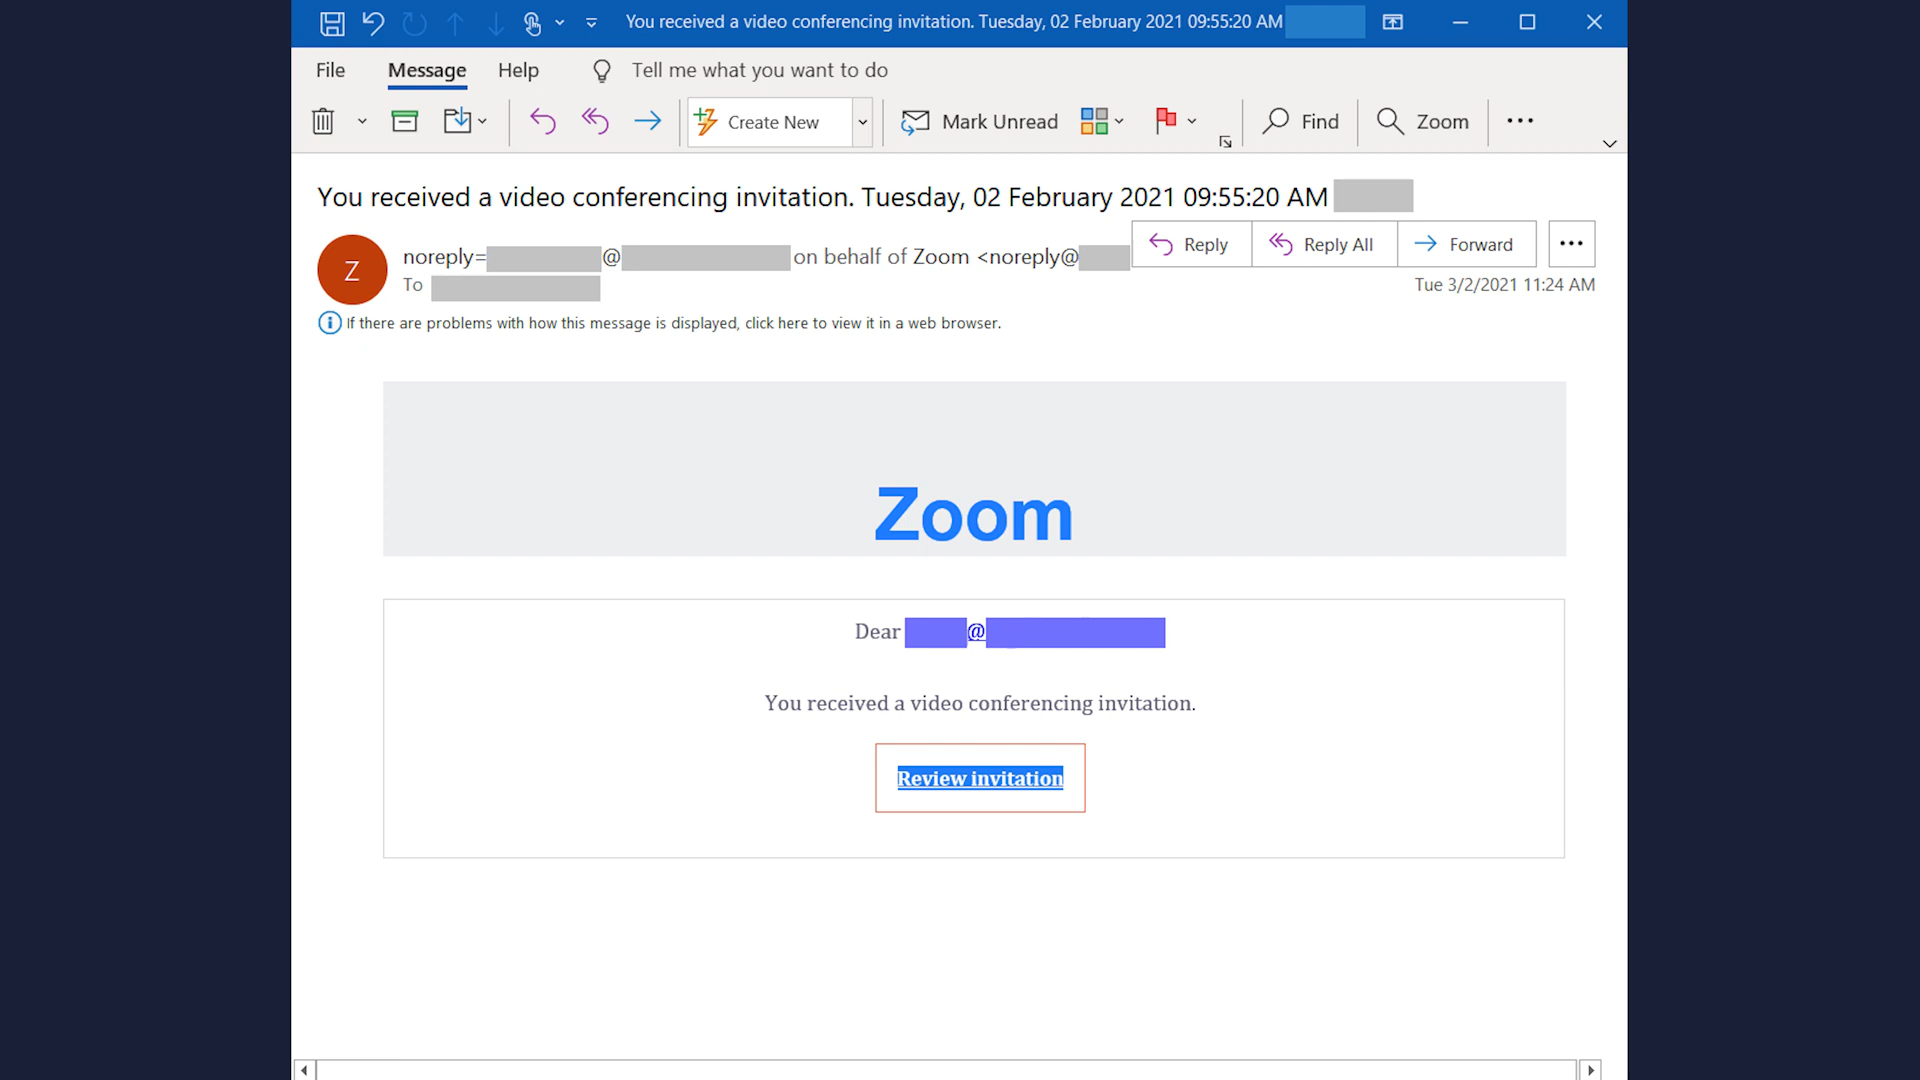 You received a video conferencing invitation. Tuesday, 02 February 2021 09:55:20 AM
File Message Help Tell me what you want to do
Create New Mark Unread Find Zoom
You received a video conferencing invitation. Tuesday, 02 February 2021 09:55:20 AM
Reply Reply All Forward
Z
noreply= @ on behalf of Zoom <noreply@
To
Tue 3/2/2021 11:24 AM
If there are problems with how this message is displayed, click here to view it in a web browser.
Zoom
Dear @
You received a video conferencing invitation.
Review invitation